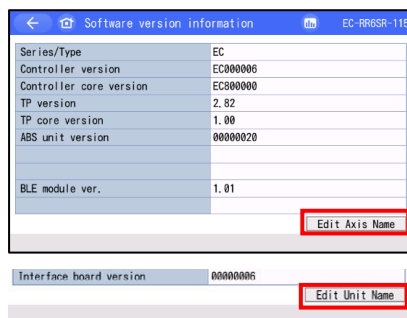 Software version information EC-RR6SR-115
Series/Type EC
Controller version EC000006
Controller core version EC800000
TP version 2.82
TP core version 1.00
ABS unit version 00000020
BLE module ver. 1.01
Edit Axis Name
Interface board version 00000006
Edit Unit Name